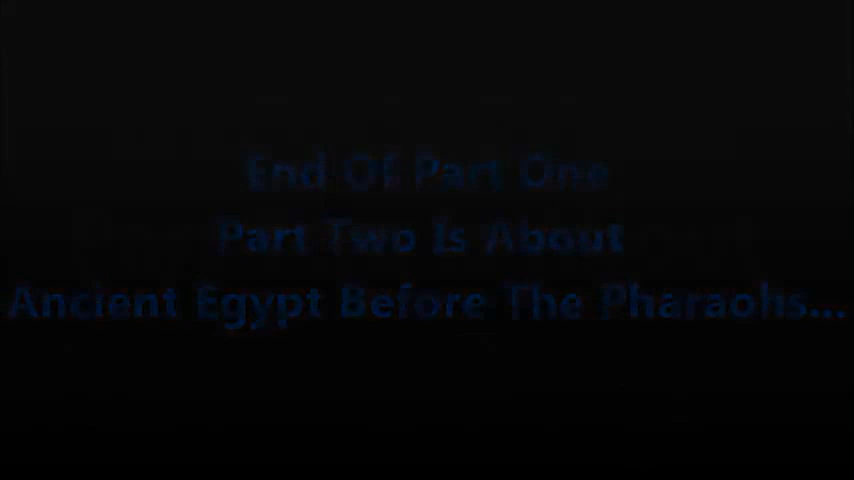 End Of Part One
Part Two Is About
Ancient Egypt Before The Pharaohs...